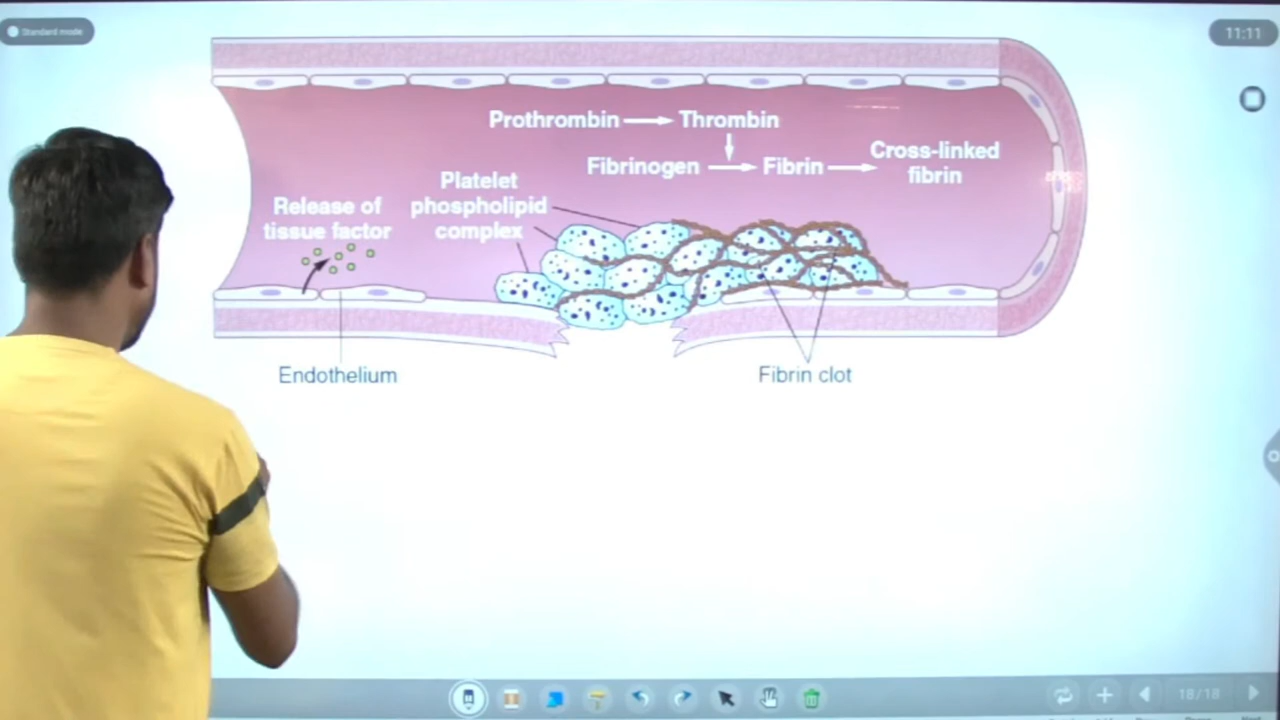 Standard mode
11:11
Prothrombin → Thrombin
Fibrinogen → Fibrin → Cross-linked
fibrin
Platelet
phospholipid
complex
Release of
tissue factor
Endothelium
Fibrin clot
18/18